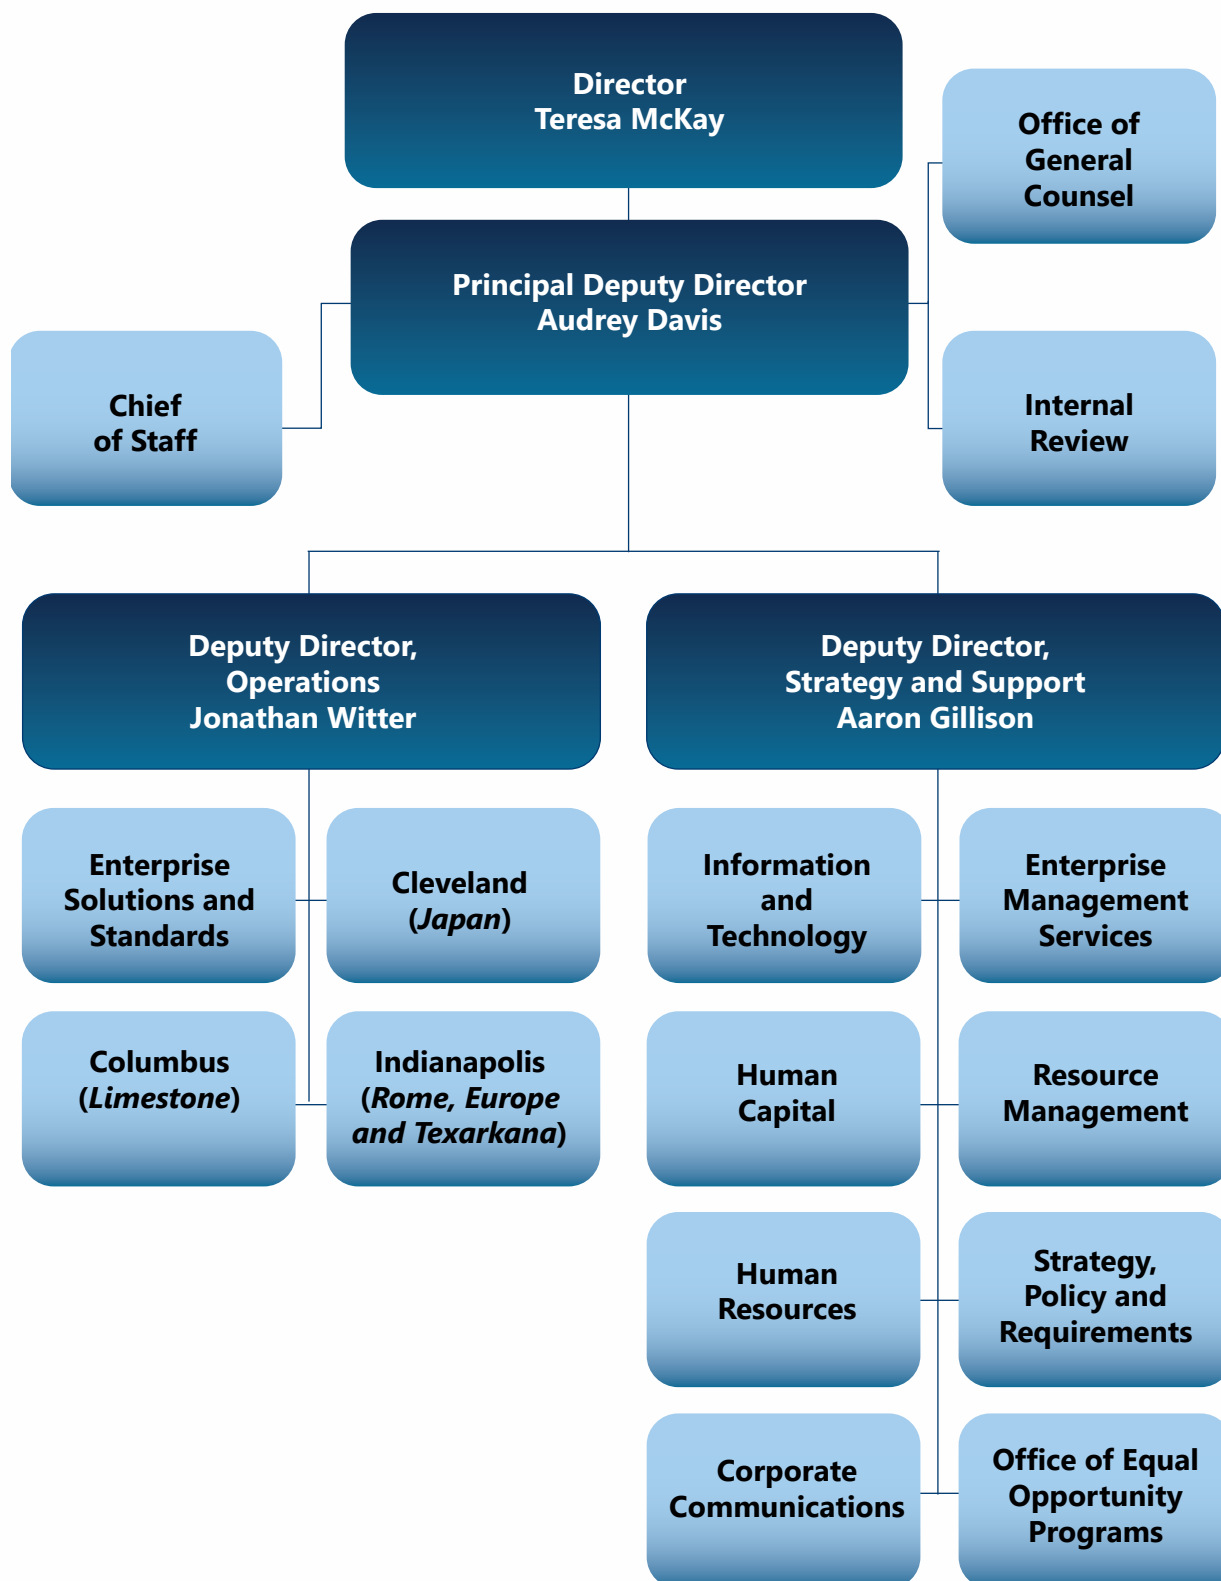 Director
Teresa McKay
Office of
General
Counsel
Principal Deputy Director
Audrey Davis
Chief
of Staff
Internal
Review
Deputy Director,
Operations
Jonathan Witter
Deputy Director,
Strategy and Support
Aaron Gillison
Enterprise
Solutions and
Standards
Cleveland
(Japan)
Information
and
Technology
Enterprise
Management
Services
Columbus
(Limestone)
Indianapolis
(Rome, Europe
and Texarkana)
Human
Capital
Resource
Management
Human
Resources
Strategy,
Policy and
Requirements
Corporate
Communications
Office of Equal
Opportunity
Programs